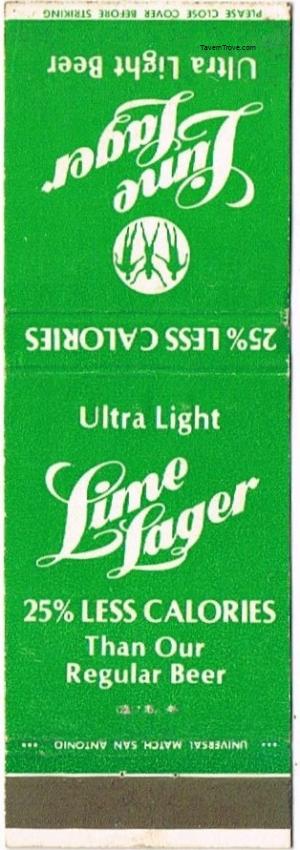 PLEASE CLOSE COVER BEFORE STRIKING
TavernTrove.com
Ultra Light Beer
Lime
Lager
25% LESS CALORIES
Ultra Light
Lime
Lager
25% LESS CALORIES
Than Our
Regular Beer
UNIVERSAL MATCH, SAN ANTONIO